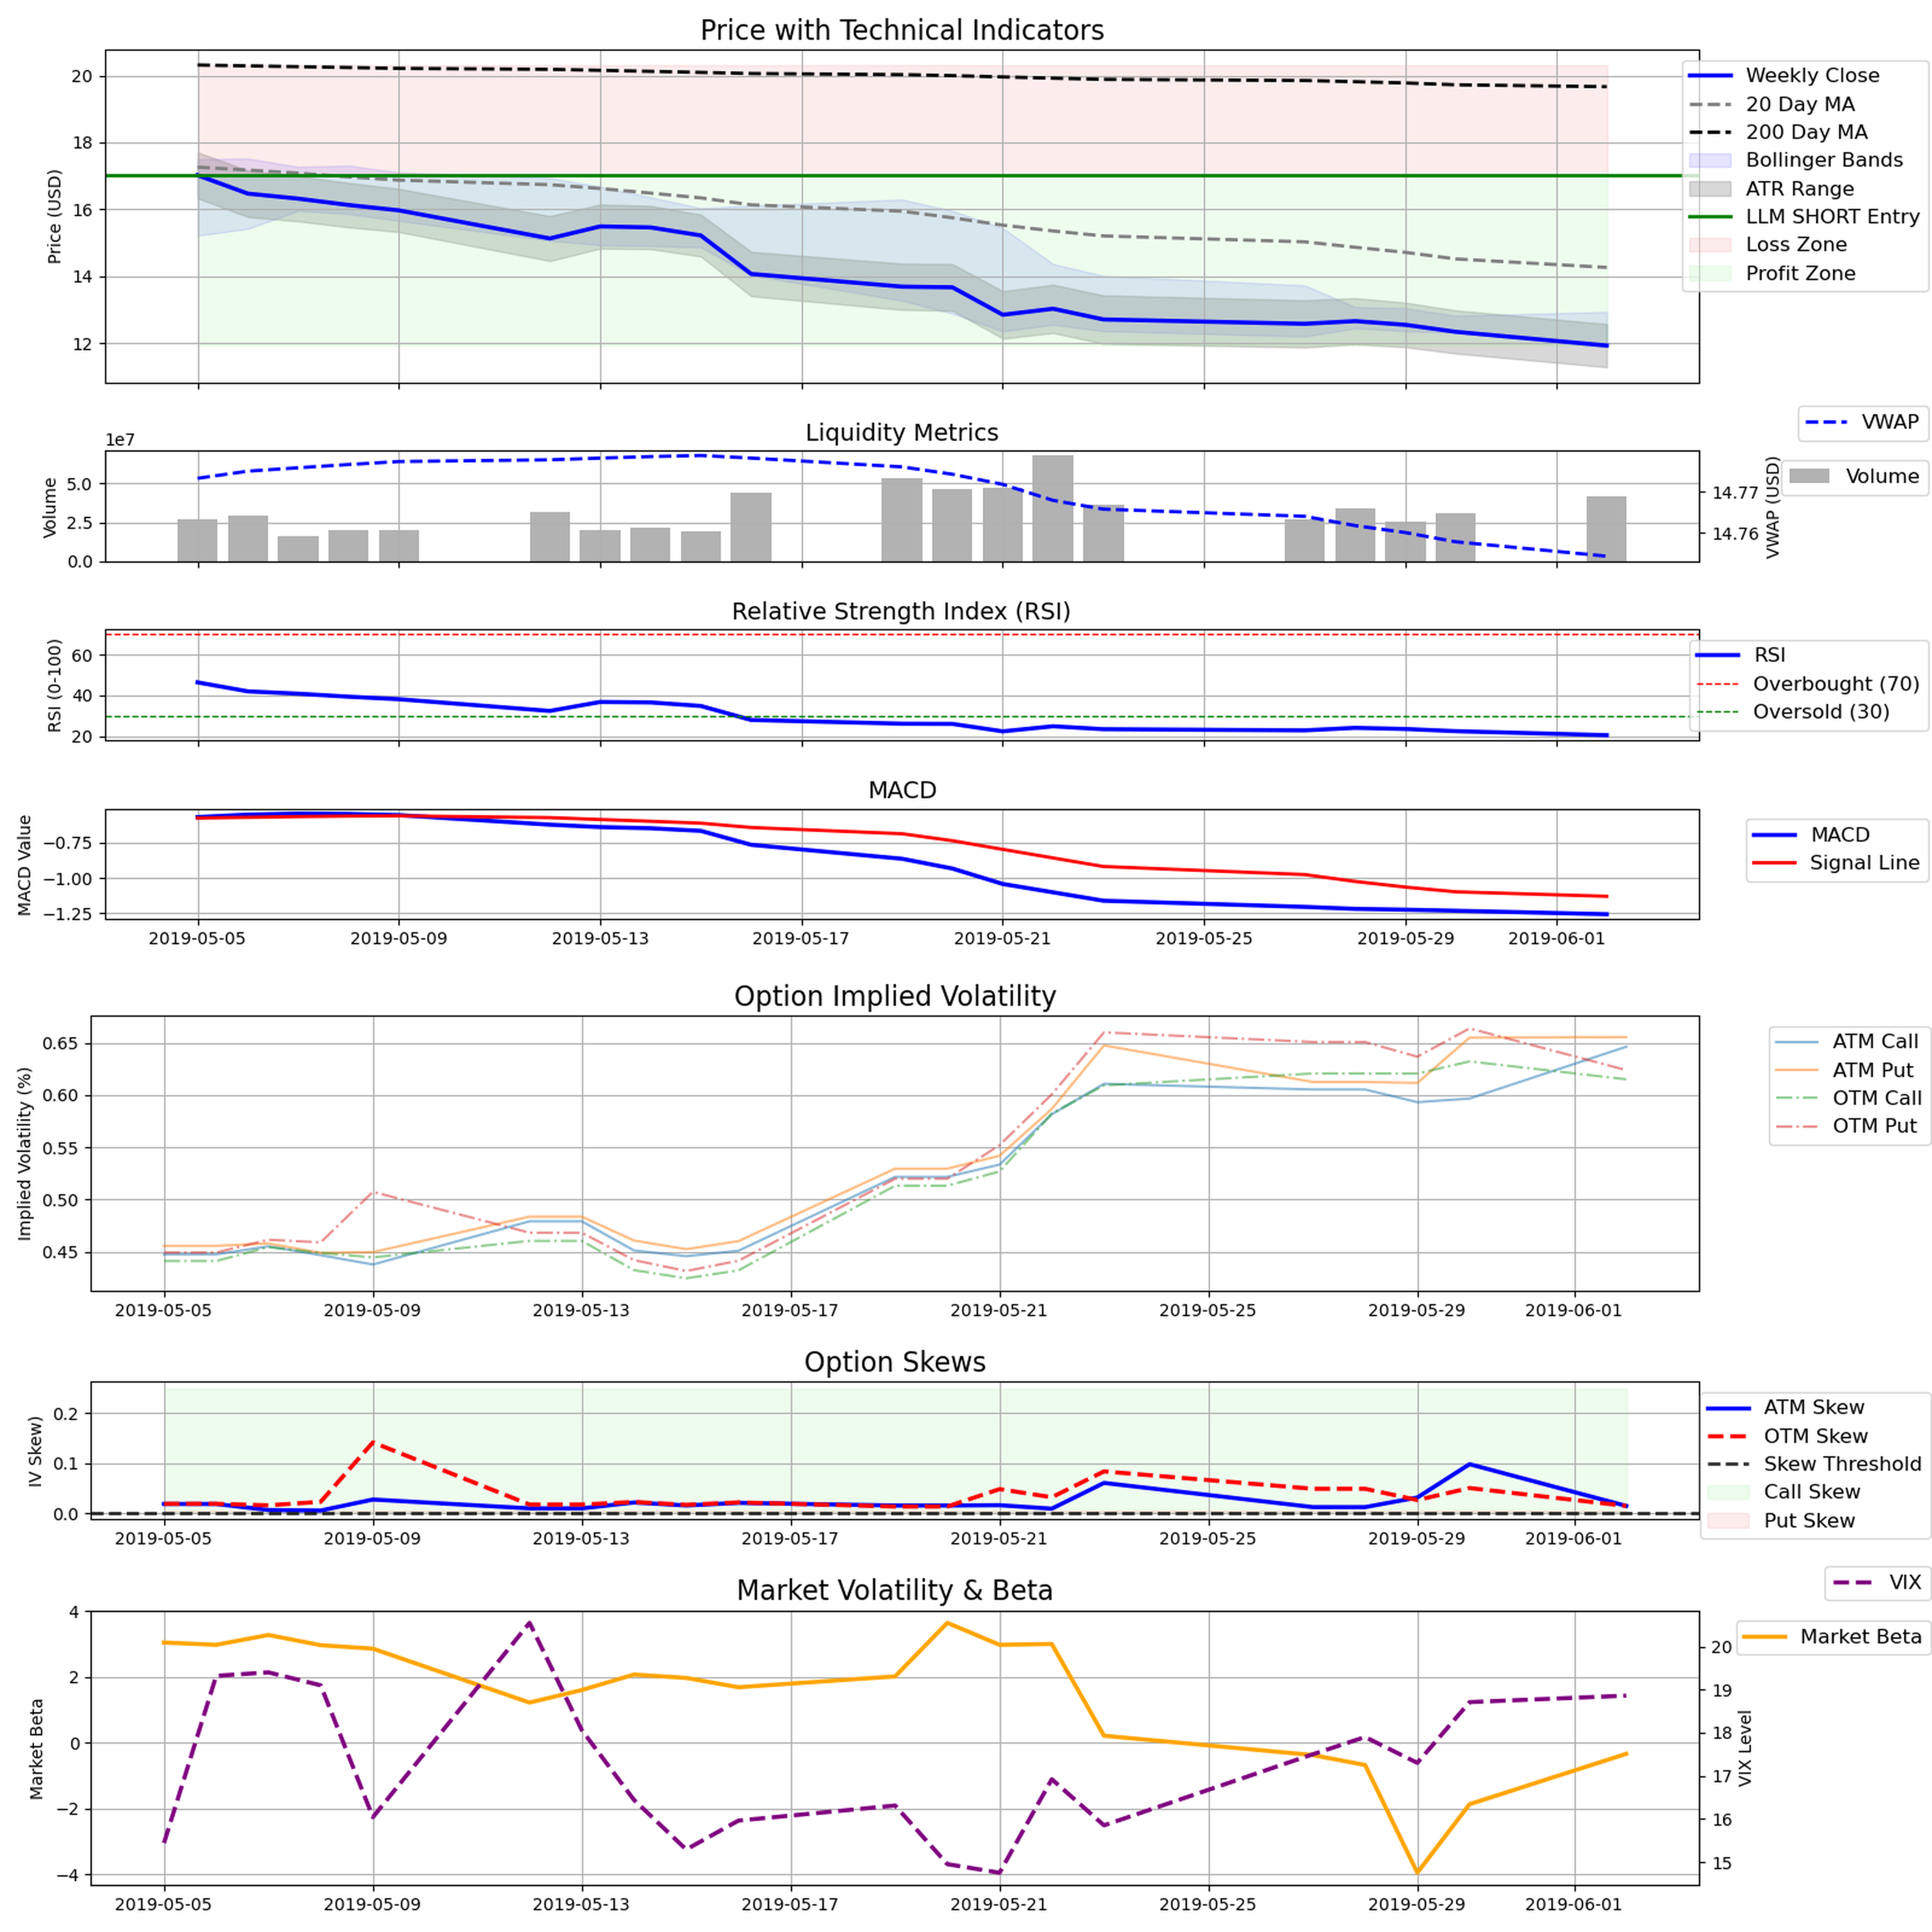 Price with Technical Indicators
Price (USD)
20
18
16
14
12
Weekly Close
20 Day MA
200 Day MA
Bollinger Bands
ATR Range
LLM SHORT Entry
Loss Zone
Profit Zone
Liquidity Metrics
1e7
Volume
5.0
2.5
0.0
14.77
14.76
VWAP (USD)
VWAP
Volume
Relative Strength Index (RSI)
RSI (0-100)
60
40
20
RSI
Overbought (70)
Oversold (30)
MACD
MACD Value
−0.75
−1.00
−1.25
MACD
Signal Line
2019-05-05 2019-05-09 2019-05-13 2019-05-17 2019-05-21 2019-05-25 2019-05-29 2019-06-01
Option Implied Volatility
Implied Volatility (%)
0.65
0.60
0.55
0.50
0.45
ATM Call
ATM Put
OTM Call
OTM Put
2019-05-05 2019-05-09 2019-05-13 2019-05-17 2019-05-21 2019-05-25 2019-05-29 2019-06-01
Option Skews
IV Skew)
0.2
0.1
0.0
ATM Skew
OTM Skew
Skew Threshold
Call Skew
Put Skew
2019-05-05 2019-05-09 2019-05-13 2019-05-17 2019-05-21 2019-05-25 2019-05-29 2019-06-01
Market Volatility & Beta
Market Beta
4
2
0
−2
−4
20
19
18
17
16
15
VIX Level
VIX
Market Beta
2019-05-05 2019-05-09 2019-05-13 2019-05-17 2019-05-21 2019-05-25 2019-05-29 2019-06-01